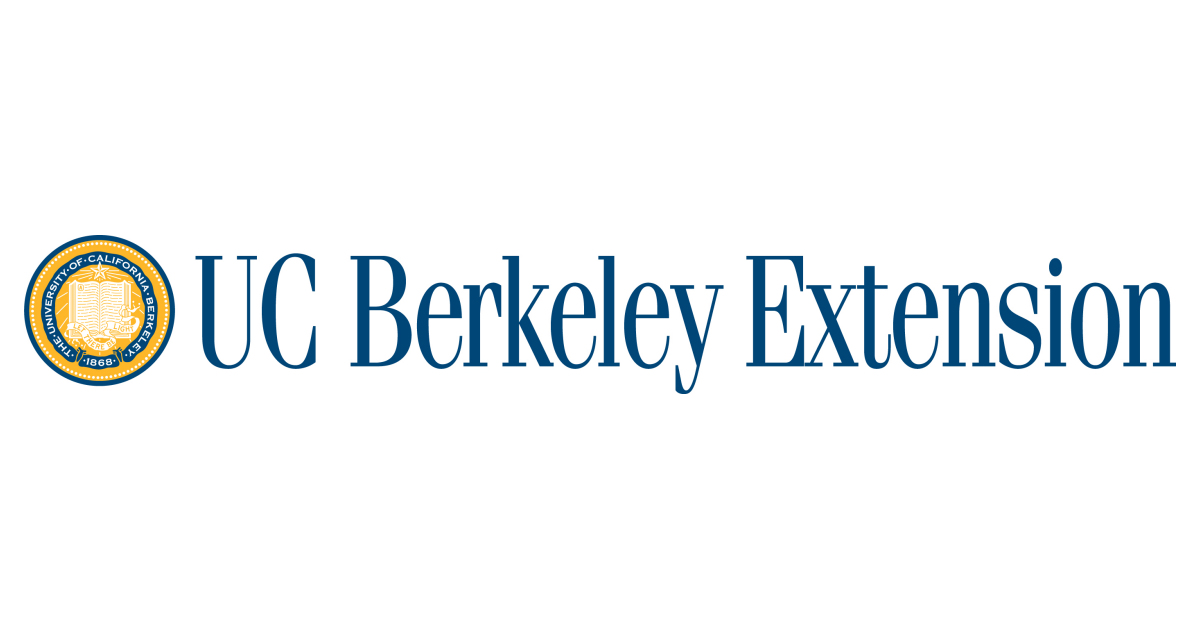 THE·UNIVERSITY·OF·CALIFORNIA·BERKELEY·
·1868·
UC Berkeley Extension